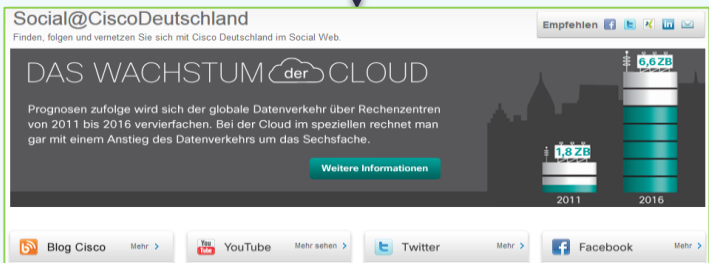 Social@CiscoDeutschland
Finden, folgen und vernetzen Sie sich mit Cisco Deutschland im Social Web.
Empfehlen
DAS WACHSTUM der CLOUD
Prognosen zufolge wird sich der globale Datenverkehr über Rechenzentren
von 2011 bis 2016 vervierfachen. Bei der Cloud im speziellen rechnet man
gar mit einem Anstieg des Datenverkehrs um das Sechsfache.
Weitere Informationen
1,8 ZB
6,6 ZB
2011
2016
Blog Cisco Mehr >
You Tube YouTube Mehr sehen >
Twitter Mehr >
Facebook Mehr >